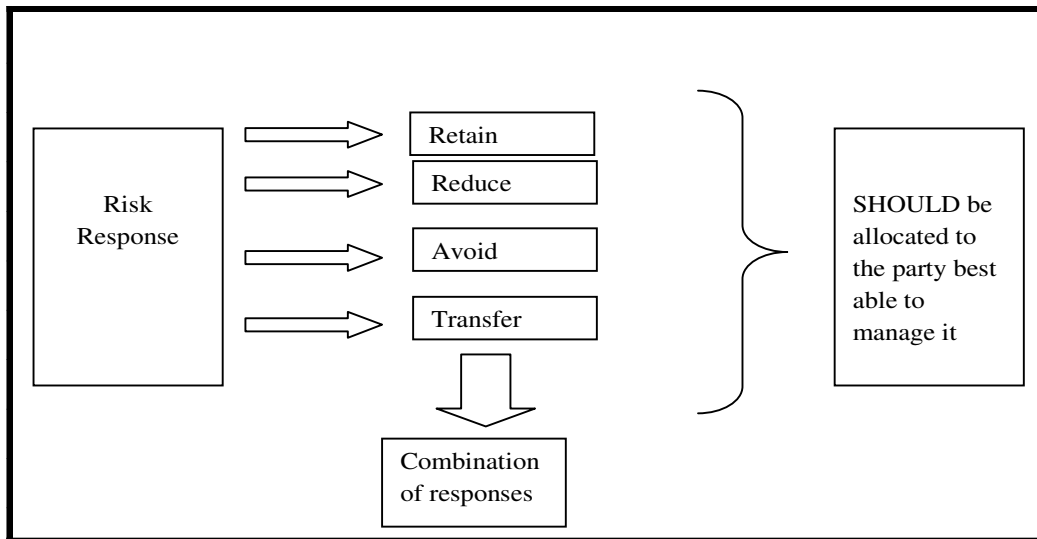 Risk
Response
Retain
Reduce
Avoid
Transfer
Combination
of responses
SHOULD be
allocated to
the party best
able to
manage it